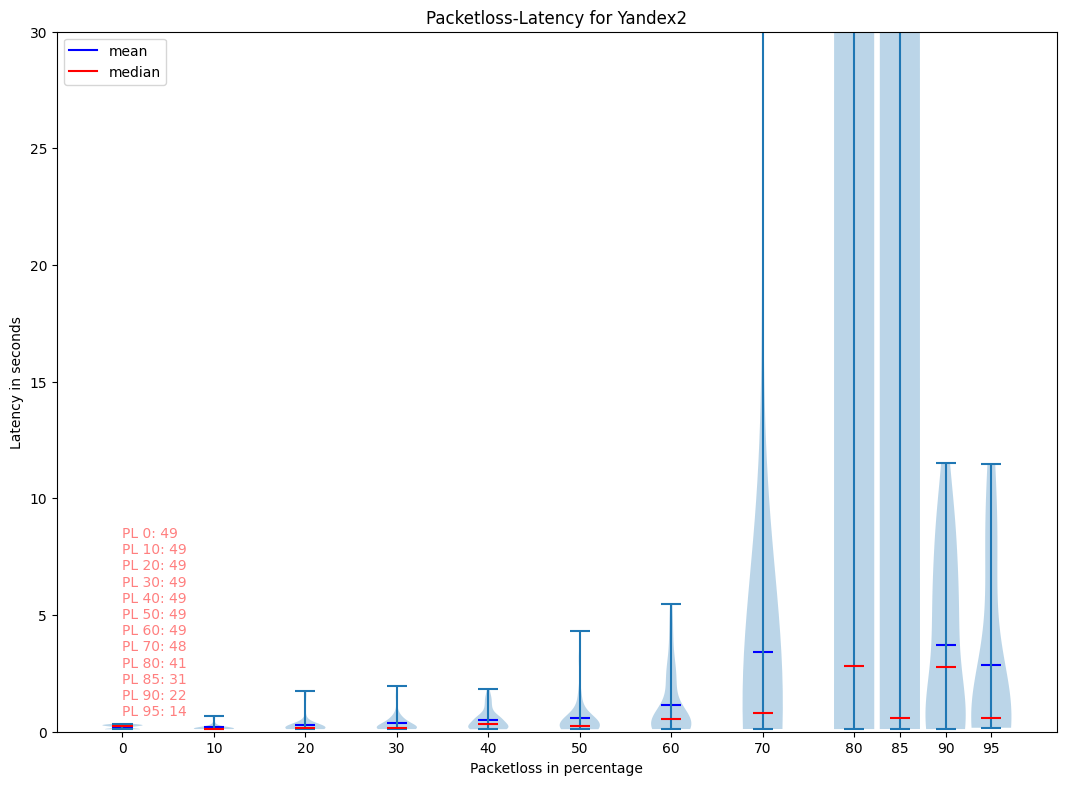 Packetloss-Latency for Yandex2
mean
median
30
25
20
15
10
5
0
Latency in seconds
PL 0: 49
PL 10: 49
PL 20: 49
PL 30: 49
PL 40: 49
PL 50: 49
PL 60: 49
PL 70: 48
PL 80: 41
PL 85: 31
PL 90: 22
PL 95: 14
0 10 20 30 40 50 60 70 80 85 90 95
Packetloss in percentage